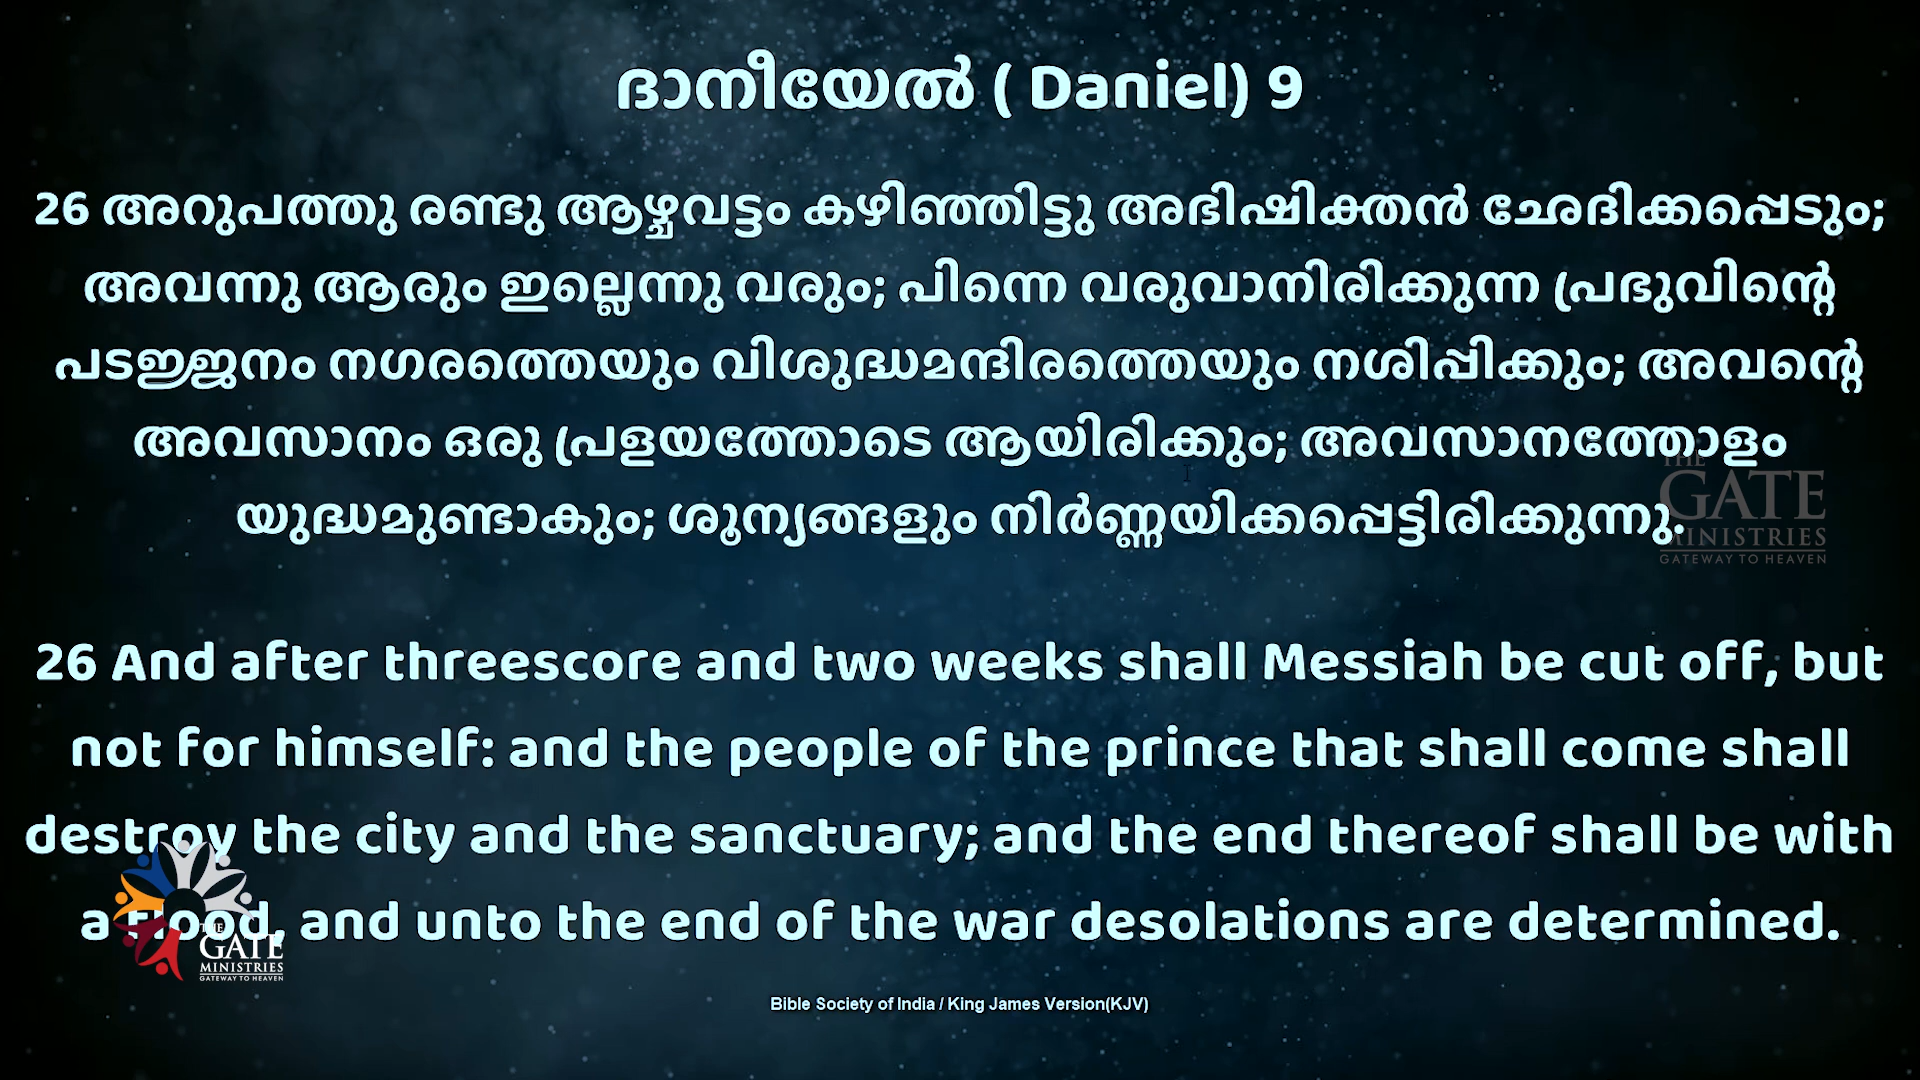 ദാനീയേൽ ( Daniel) 9
26 അറുപത്തു രണ്ടു ആഴ്ചവട്ടം കഴിഞ്ഞിട്ടു അഭിഷിക്തൻ ഛേദിക്കപ്പെടും;
അവന്നു ആരും ഇല്ലെന്നു വരും; പിന്നെ വരുവാനിരിക്കുന്ന പ്രഭുവിന്റെ
പടജ്ജനം നഗരത്തെയും വിശുദ്ധമന്ദിരത്തെയും നശിപ്പിക്കും; അവന്റെ
അവസാനം ഒരു പ്രളയത്തോടെ ആയിരിക്കും; അവസാനത്തോളം
യുദ്ധമുണ്ടാകും; ശൂന്യങ്ങളും നിർണ്ണയിക്കപ്പെട്ടിരിക്കുന്നു.
THE
GATE
MINISTRIES
GATEWAY TO HEAVEN
26 And after threescore and two weeks shall Messiah be cut off, but
not for himself: and the people of the prince that shall come shall
destroy the city and the sanctuary; and the end thereof shall be with
a flood, and unto the end of the war desolations are determined.
THE
GATE
MINISTRIES
GATEWAY TO HEAVEN
Bible Society of India / King James Version(KJV)